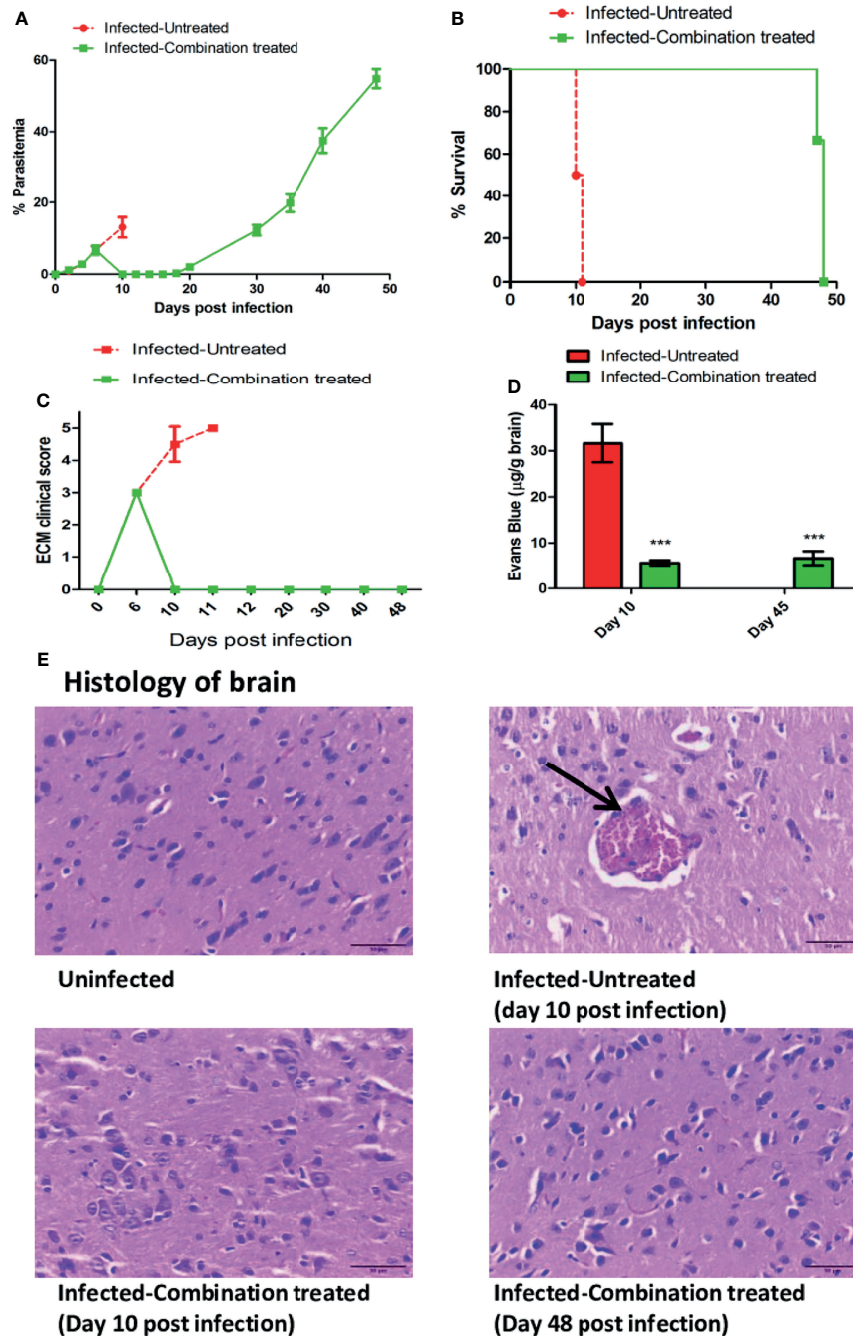 A
Infected-Untreated
Infected-Combination treated
60
40
20
0
% Parasitemia
0 10 20 30 40 50
Days post infection
B
Infected-Untreated
Infected-Combination treated
100
80
60
40
20
0
% Survival
0 10 20 30 40 50
Days post infection
C
Infected-Untreated
Infected-Combination treated
5
4
3
2
1
0
ECM clinical score
0 6 10 11 12 20 30 40 48
Days post infection
D
Infected-Untreated
Infected-Combination treated
40
30
20
10
0
Evans Blue (µg/g brain)
*** ***
Day 10 Day 45
E
Histology of brain
Uninfected
Infected-Untreated
(day 10 post infection)
Infected-Combination treated
(Day 10 post infection)
Infected-Combination treated
(Day 48 post infection)